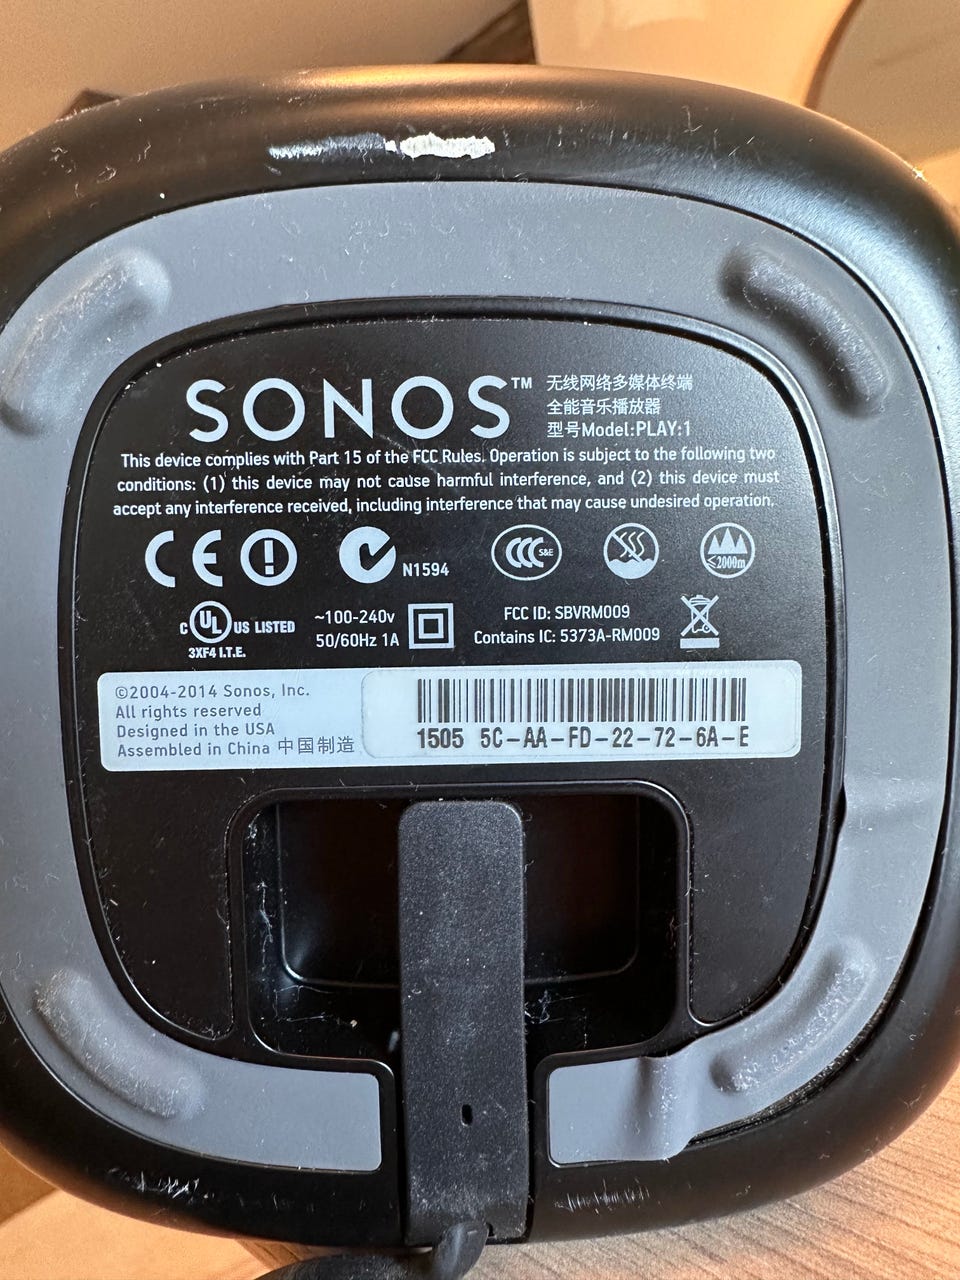 SONOS™
无线网络多媒体终端
全能音乐播放器
型号Model:PLAY:1
This device complies with Part 15 of the FCC Rules. Operation is subject to the following two
conditions: (1) this device may not cause harmful interference, and (2) this device must
accept any interference received, including interference that may cause undesired operation.
CE
N1594
CCC S&E
≤2000m
C UL US LISTED
3XF4 I.T.E.
~100-240v
50/60Hz 1A
FCC ID: SBVRM009
Contains IC: 5373A-RM009
©2004-2014 Sonos, Inc.
All rights reserved
Designed in the USA
Assembled in China 中国制造
1505 5C-AA-FD-22-72-6A-E